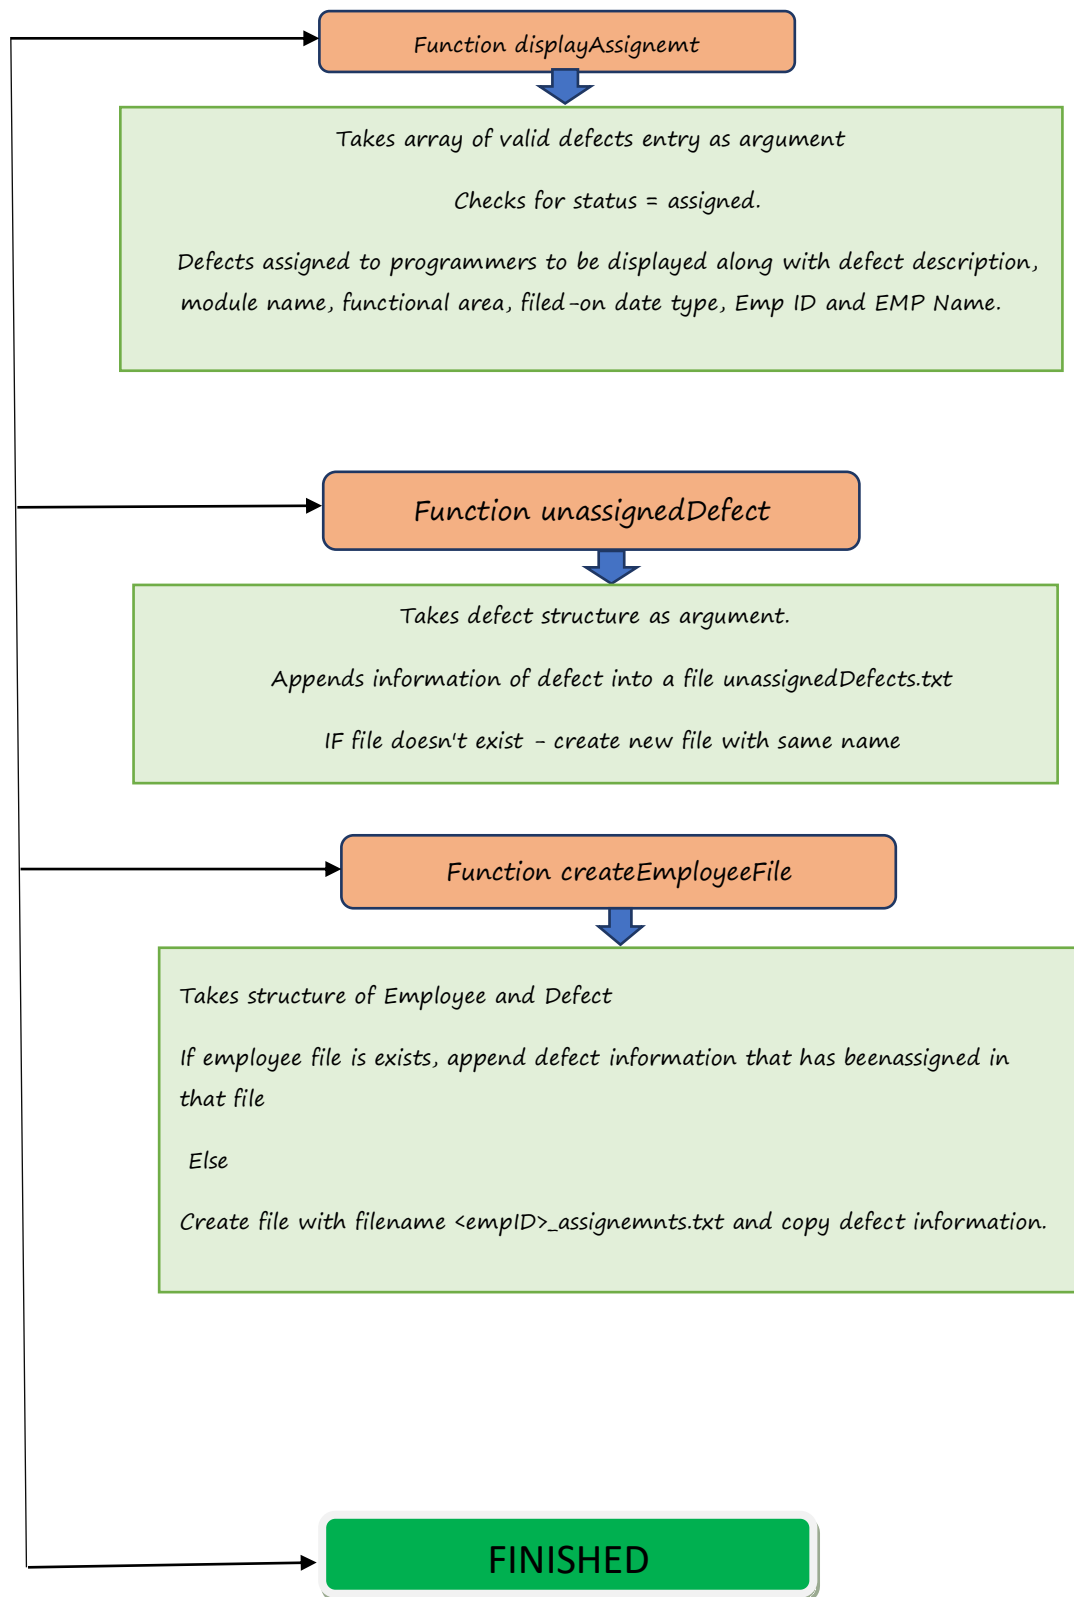 Function displayAssignemt
Takes array of valid defects entry as argument
Checks for status = assigned.
Defects assigned to programmers to be displayed along with defect description,
module name, functional area, filed-on date type, Emp ID and EMP Name.
Function unassignedDefect
Takes defect structure as argument.
Appends information of defect into a file unassignedDefects.txt
IF file doesn't exist - create new file with same name
Function createEmployeeFile
Takes structure of Employee and Defect
If employee file is exists, append defect information that has beenassigned in
that file
Else
Create file with filename <empID>_assignemnts.txt and copy defect information.
FINISHED